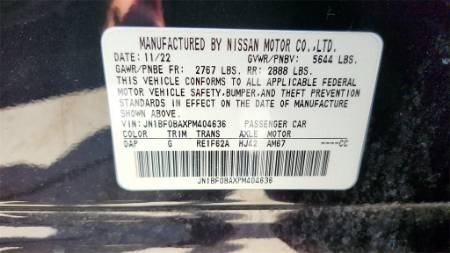 MANUFACTURED BY NISSAN MOTOR CO.,LTD.
DATE: 11/22 GVWR/PNBV: 5644 LBS.
GAWR/PNBE FR: 2767 LBS. RR: 2888 LBS.
THIS VEHICLE CONFORMS TO ALL APPLICABLE FEDERAL
MOTOR VEHICLE SAFETY,BUMPER,AND THEFT PREVENTION
STANDARDS IN EFFECT ON THE DATE OF MANUFACTURE
SHOWN ABOVE.
VIN: JN1BF0BAXPM404636 PASSENGER CAR
COLOR TRIM TRANS AXLE MOTOR
DAP G RE1F62A HJ42 AM67 ----CC
JN1BF0BAXPM404636